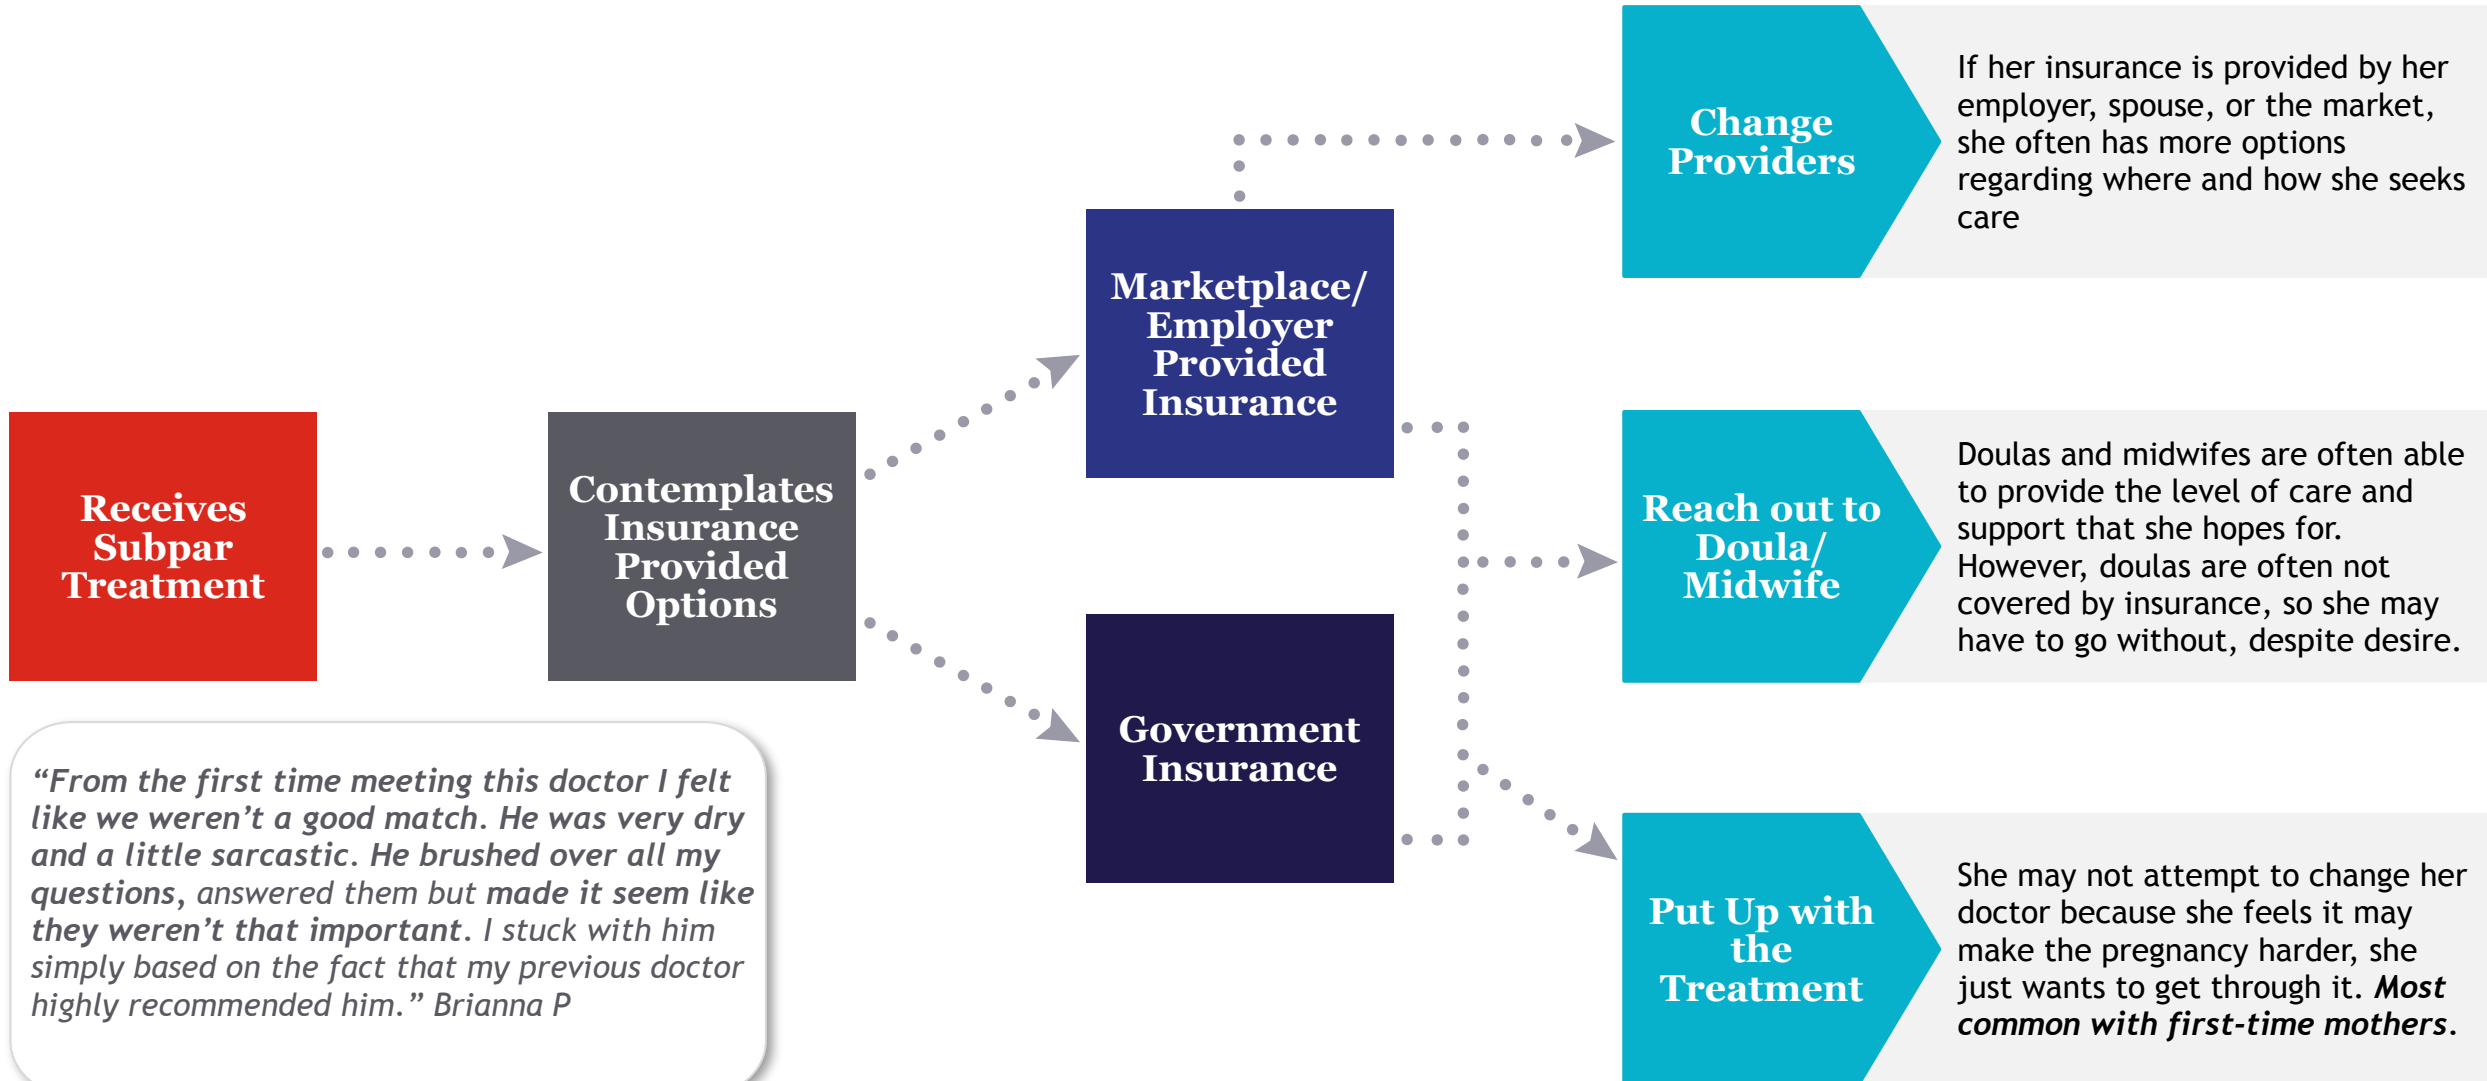 Receives
Subpar
Treatment
Contemplates
Insurance
Provided
Options
Marketplace/
Employer
Provided
Insurance
Government
Insurance
Change
Providers
If her insurance is provided by her
employer, spouse, or the market,
she often has more options
regarding where and how she seeks
care
Reach out to
Doula/
Midwife
Doulas and midwifes are often able
to provide the level of care and
support that she hopes for.
However, doulas are often not
covered by insurance, so she may
have to go without, despite desire.
Put Up with
the
Treatment
She may not attempt to change her
doctor because she feels it may
make the pregnancy harder, she
just wants to get through it. Most
common with first-time mothers.
“From the first time meeting this doctor I felt
like we weren’t a good match. He was very dry
and a little sarcastic. He brushed over all my
questions, answered them but made it seem like
they weren’t that important. I stuck with him
simply based on the fact that my previous doctor
highly recommended him.” Brianna P